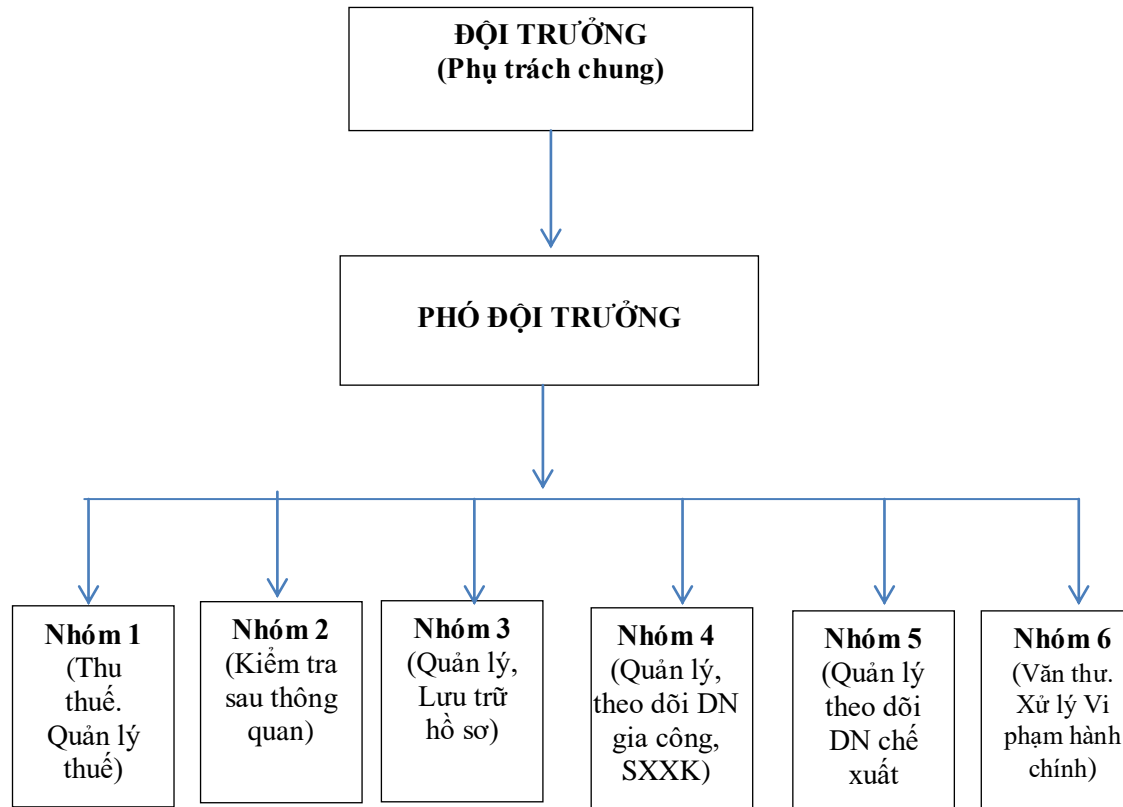 ĐỘI TRƯỞNG
(Phụ trách chung)
PHÓ ĐỘI TRƯỞNG
Nhóm 1
(Thu
thuế.
Quản lý
thuế)
Nhóm 2
(Kiểm tra
sau thông
quan)
Nhóm 3
(Quản lý,
Lưu trữ
hồ sơ)
Nhóm 4
(Quản lý,
theo dõi DN
gia công,
SXXK)
Nhóm 5
(Quản lý
theo dõi
DN chế
xuất
Nhóm 6
(Văn thư.
Xử lý Vi
phạm hành
chính)